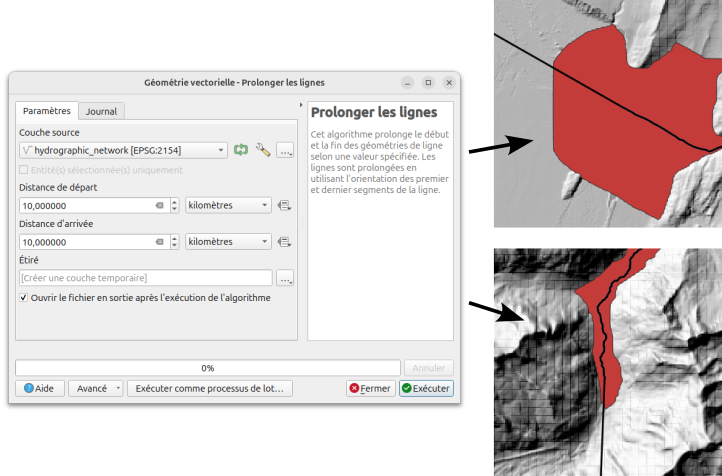 Géométrie vectorielle - Prolonger les lignes
Paramètres
Journal
Couche source
hydrographic_network [EPSG:2154]
Entité(s) sélectionnée(s) uniquement
Distance de départ
10,000000
kilomètres
Distance d'arrivée
10,000000
kilomètres
Étiré
[Créer une couche temporaire]
Ouvrir le fichier en sortie après l'exécution de l'algorithme
Prolonger les lignes
Cet algorithme prolonge le début
et la fin des géométries de ligne
selon une valeur spécifiée. Les
lignes sont prolongées en
utilisant l'orientation des premier
et dernier segments de la ligne.
0%
Annuler
Aide
Avancé
Exécuter comme processus de lot…
Fermer
Exécuter